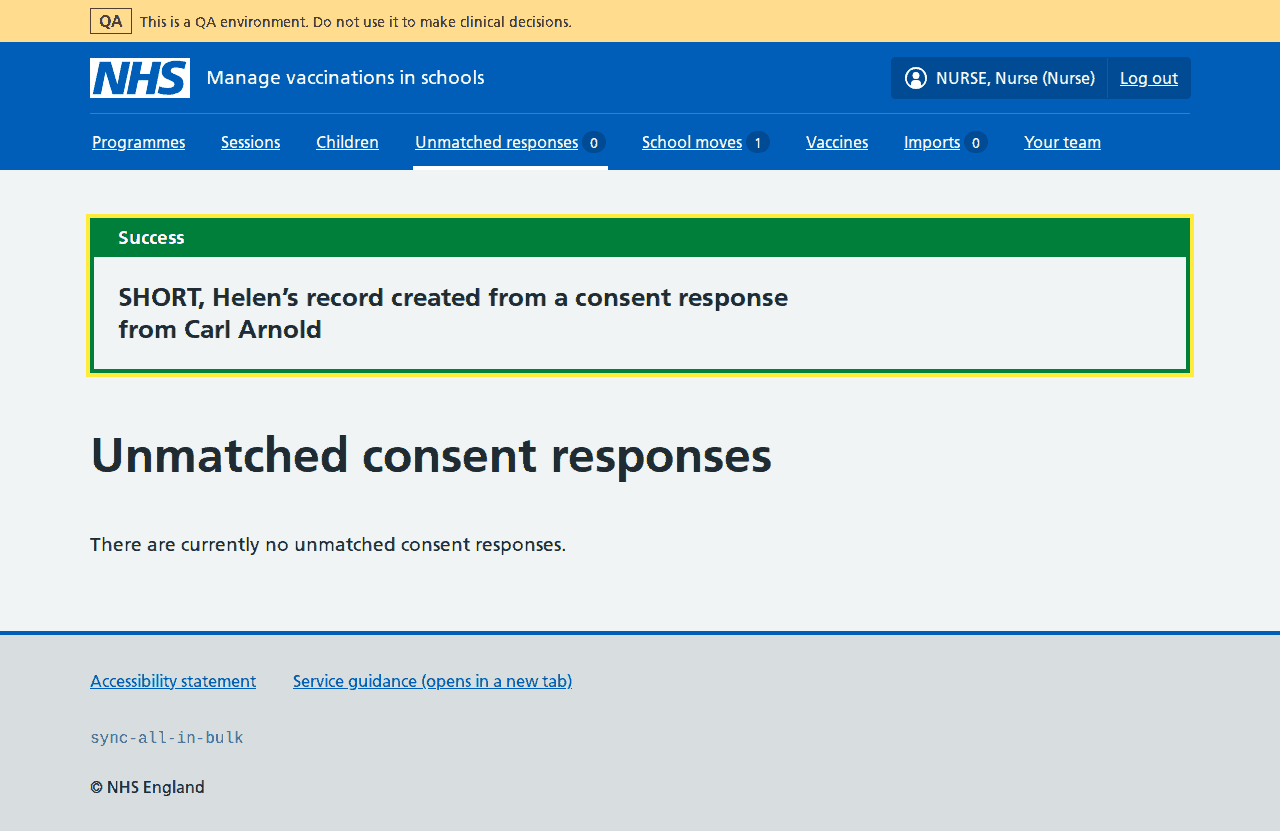 QA This is a QA environment. Do not use it to make clinical decisions.
NHS Manage vaccinations in schools NURSE, Nurse (Nurse) Log out
Programmes Sessions Children Unmatched responses 0 School moves 1 Vaccines Imports 0 Your team
Success
SHORT, Helen’s record created from a consent response
from Carl Arnold
Unmatched consent responses
There are currently no unmatched consent responses.
Accessibility statement Service guidance (opens in a new tab)
sync-all-in-bulk
© NHS England